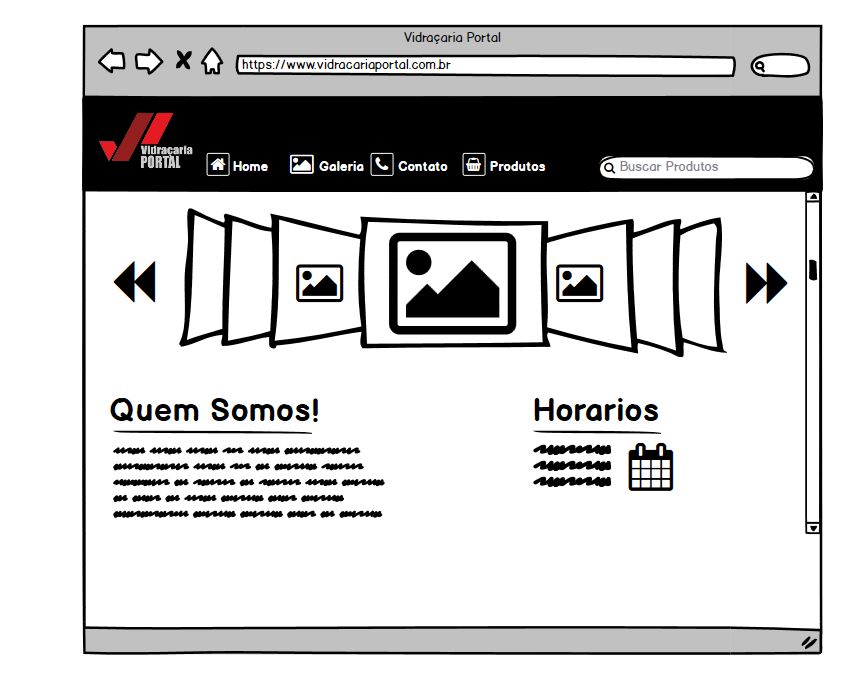 Vidraçaria Portal
https://www.vidracariaportal.com.br
Vidraçaria
PORTAL
Home Galeria Contato Produtos Buscar Produtos
Quem Somos! Horarios